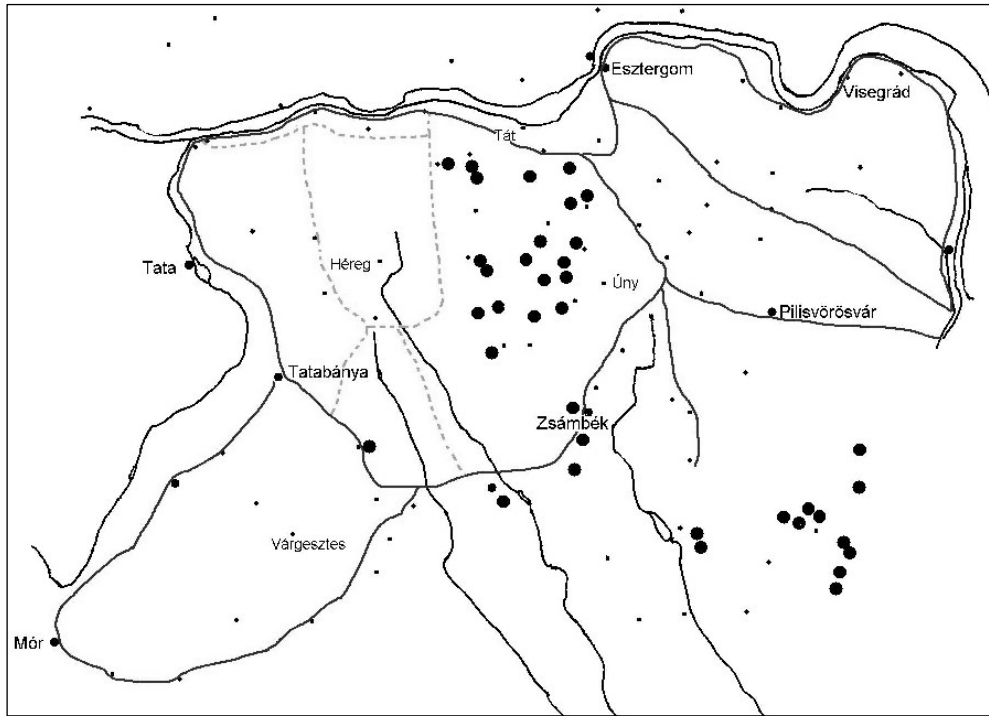 Esztergom
Visegrád
Tát
Héreg
Tata
Úny
Pilisvörösvár
Tatabánya
Zsámbék
Várgesztes
Mór